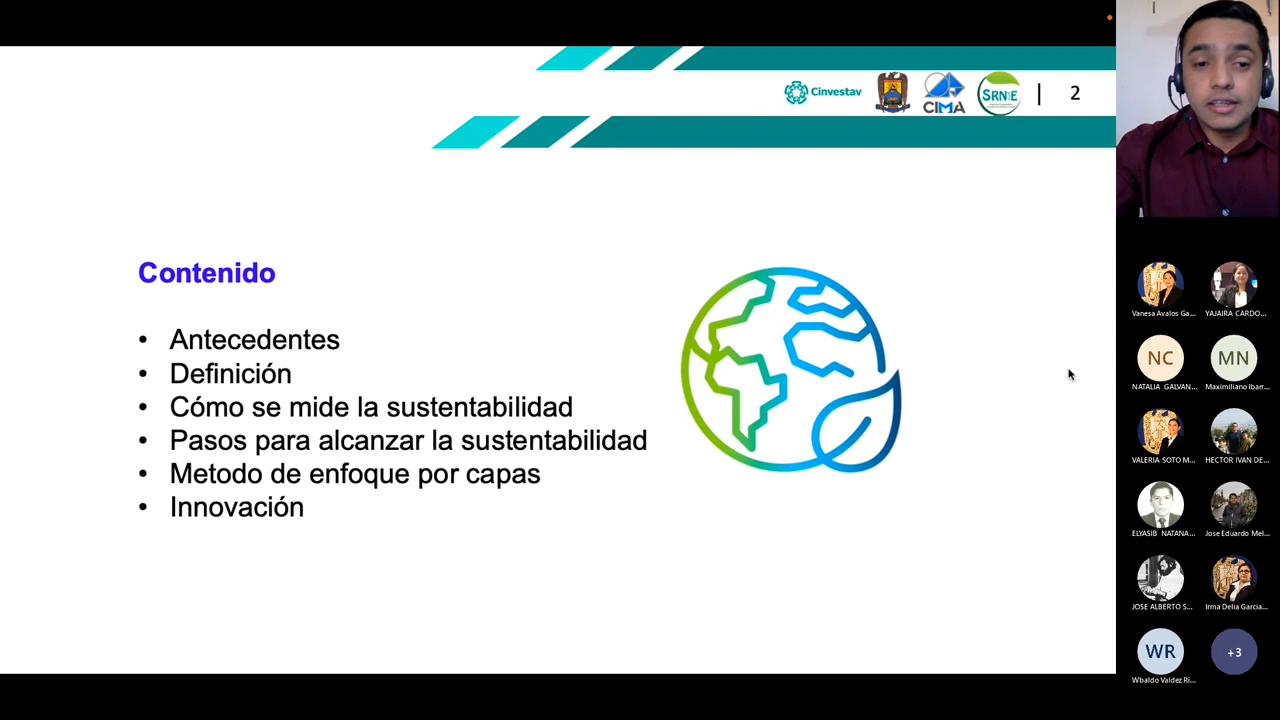 Cinvestav
CIMA
SRNyE
2
Contenido
• Antecedentes
• Definición
• Cómo se mide la sustentabilidad
• Pasos para alcanzar la sustentabilidad
• Metodo de enfoque por capas
• Innovación
Vanesa Avalos Ga...
YAJAIRA CARDO...
NC
MN
NATALIA GALVAN...
Maximiliano Ibarr...
VALERIA SOTO M...
HECTOR IVAN DE...
ELYASIB NATANA...
Jose Eduardo Mel...
JOSE ALBERTO S...
Irma Delia Garcia...
WR
+3
Wbaldo Valdez Ri...